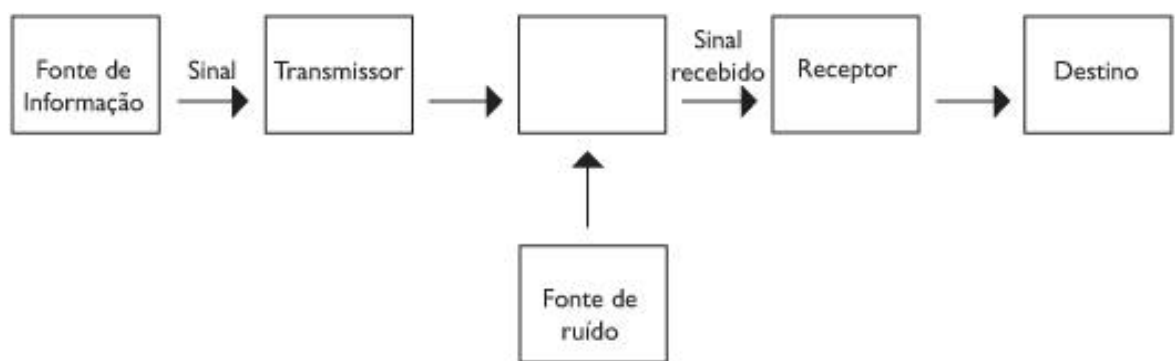 Fonte de
Informação
Sinal
Transmissor
Sinal
recebido
Receptor
Destino
Fonte de
ruído